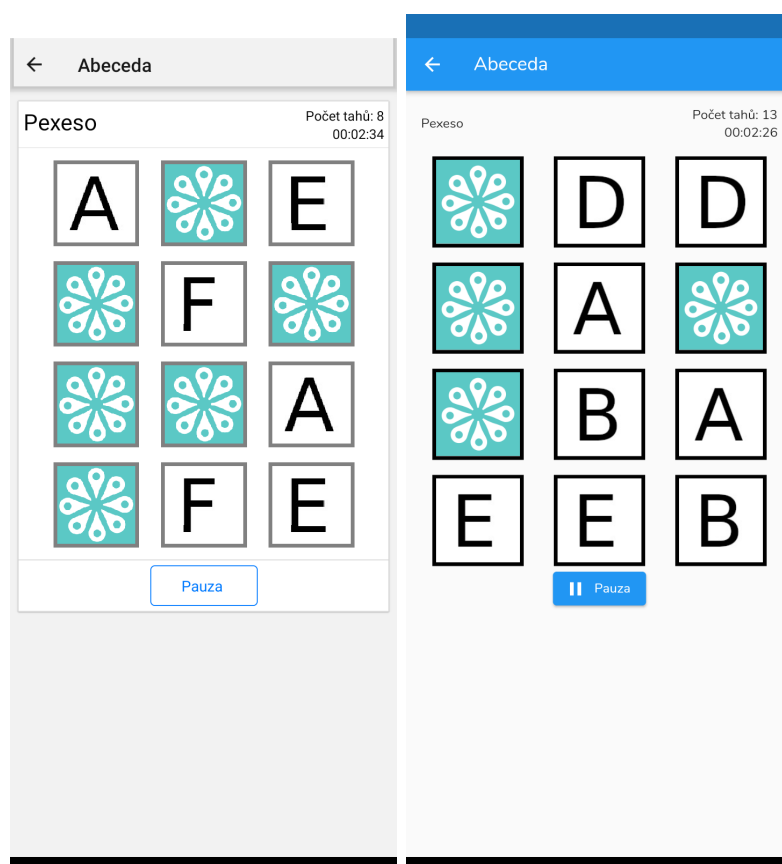 Abeceda
Pexeso
Počet tahů: 8
00:02:34
A E
F
A
F E
Pauza
Abeceda
Pexeso
Počet tahů: 13
00:02:26
D D
A
B A
E E B
Pauza